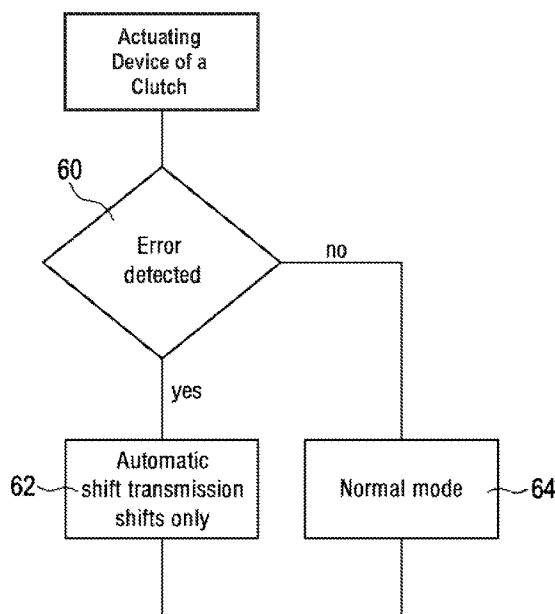 Actuating
Device of a
Clutch
60
Error
detected
no
yes
62
Automatic
shift transmission
shifts only
Normal mode
64